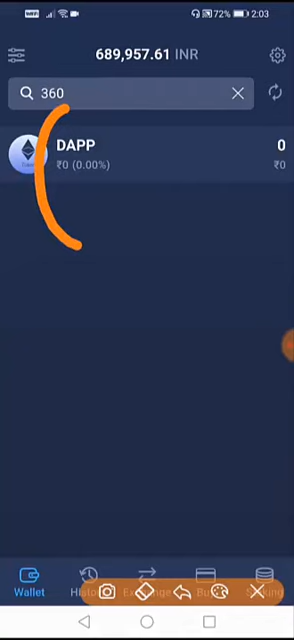 72% 2:03
689,957.61 INR
360
DAPP 0
₹0 (0.00%) ₹0
Wallet